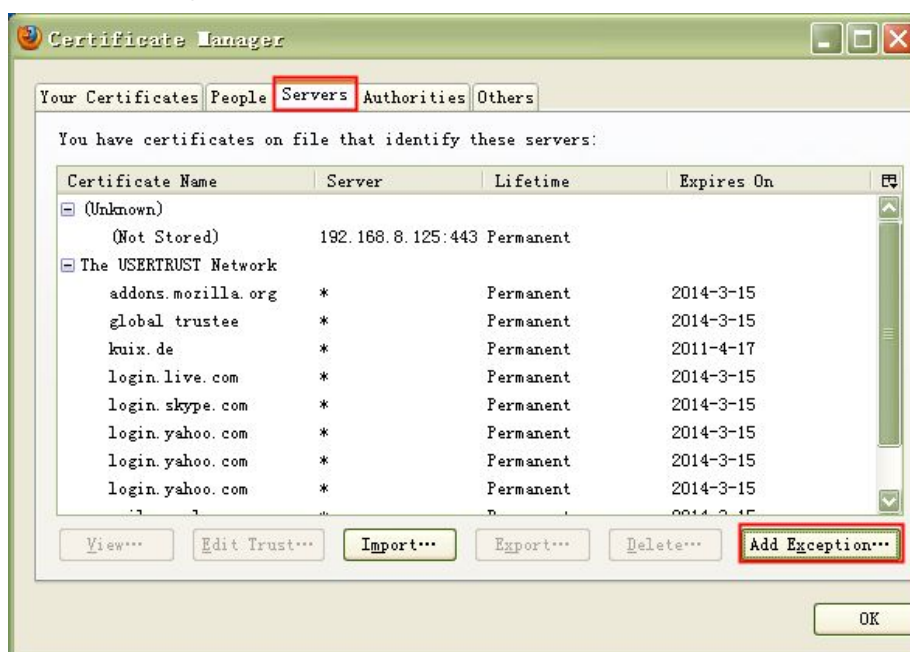 Certificate Manager
Your Certificates People Servers Authorities Others
You have certificates on file that identify these servers:
Certificate Name Server Lifetime Expires On
(Unknown)
(Not Stored) 192.168.8.125:443 Permanent
The USERTRUST Network
addons.mozilla.org * Permanent 2014-3-15
global trustee * Permanent 2014-3-15
kuix.de * Permanent 2011-4-17
login.live.com * Permanent 2014-3-15
login.skype.com * Permanent 2014-3-15
login.yahoo.com * Permanent 2014-3-15
login.yahoo.com * Permanent 2014-3-15
login.yahoo.com * Permanent 2014-3-15
View... Edit Trust... Import... Export... Delete... Add Exception...
OK